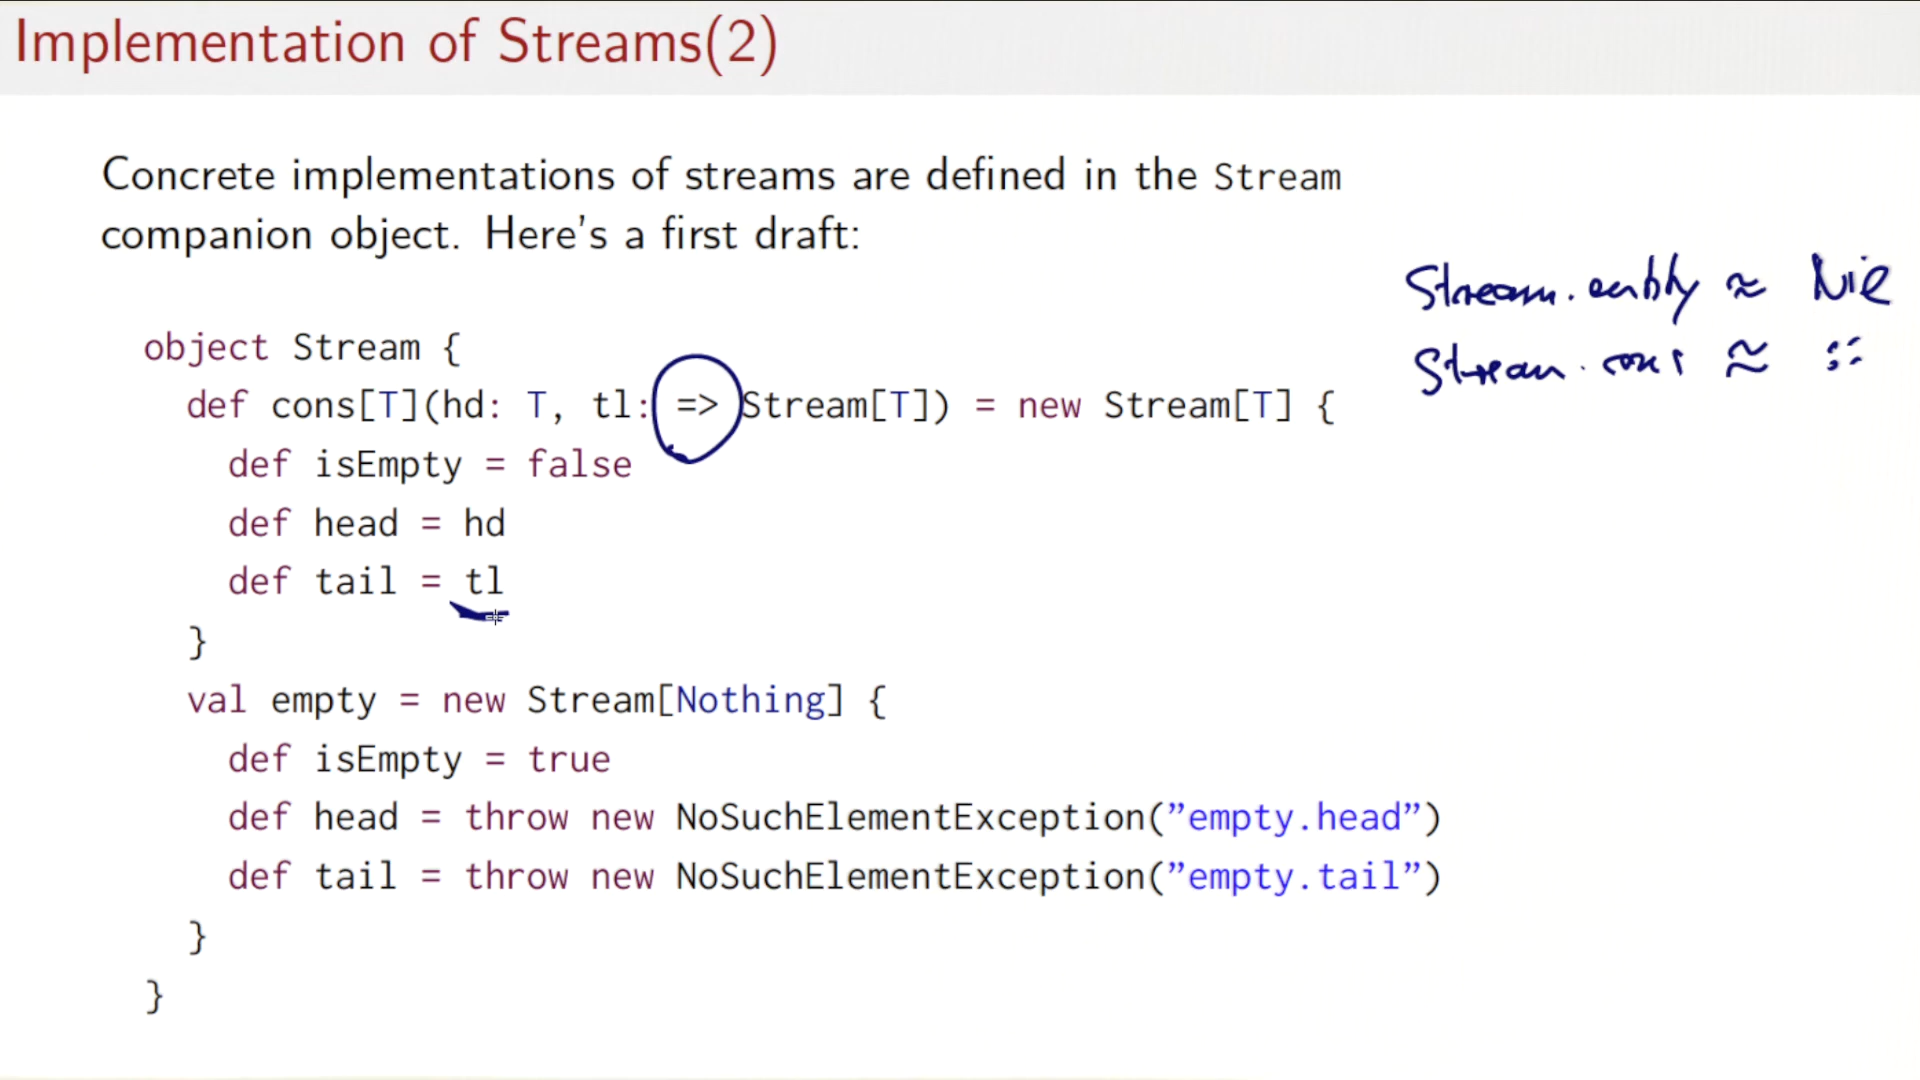 Implementation of Streams(2)
Concrete implementations of streams are defined in the Stream
companion object. Here's a first draft:
Stream.empty ≈ Nil
Stream.cons ≈ ::
object Stream {
  def cons[T](hd: T, tl: => Stream[T]) = new Stream[T] {
    def isEmpty = false
    def head = hd
    def tail = tl
  }
  val empty = new Stream[Nothing] {
    def isEmpty = true
    def head = throw new NoSuchElementException(”empty.head”)
    def tail = throw new NoSuchElementException(”empty.tail”)
  }
}